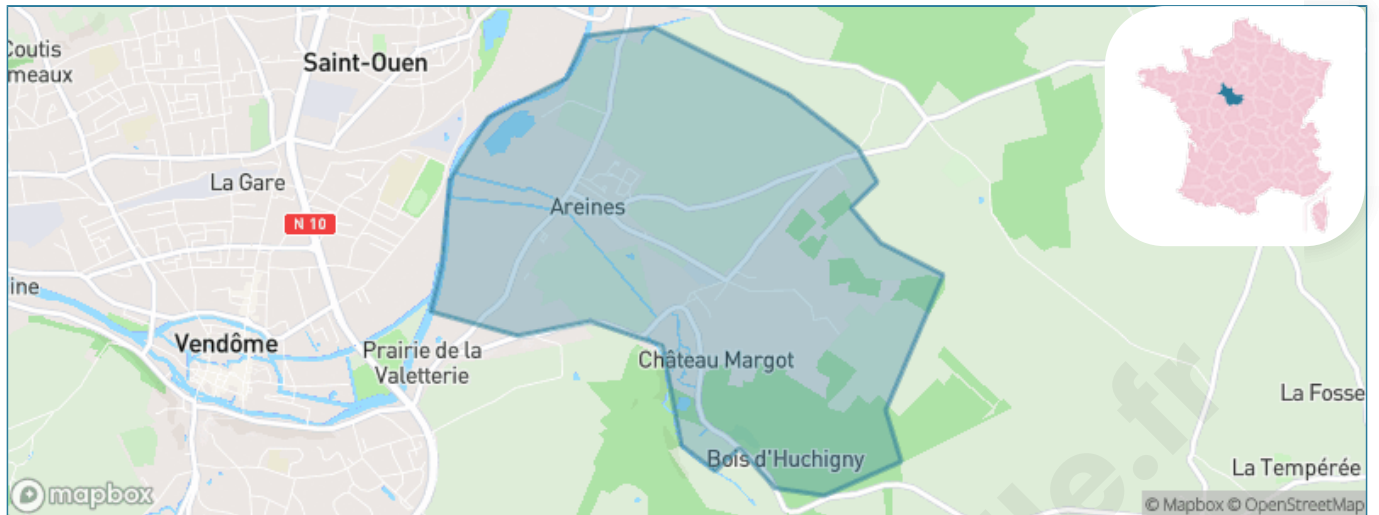 Coutis
meaux
Saint-Ouen
La Gare
N 10
Areines
ine
Vendôme
Prairie de la
Valetterie
Château Margot
La Fosse
Bois d'Huchigny
La Tempérée
mapbox
© Mapbox © OpenStreetMap